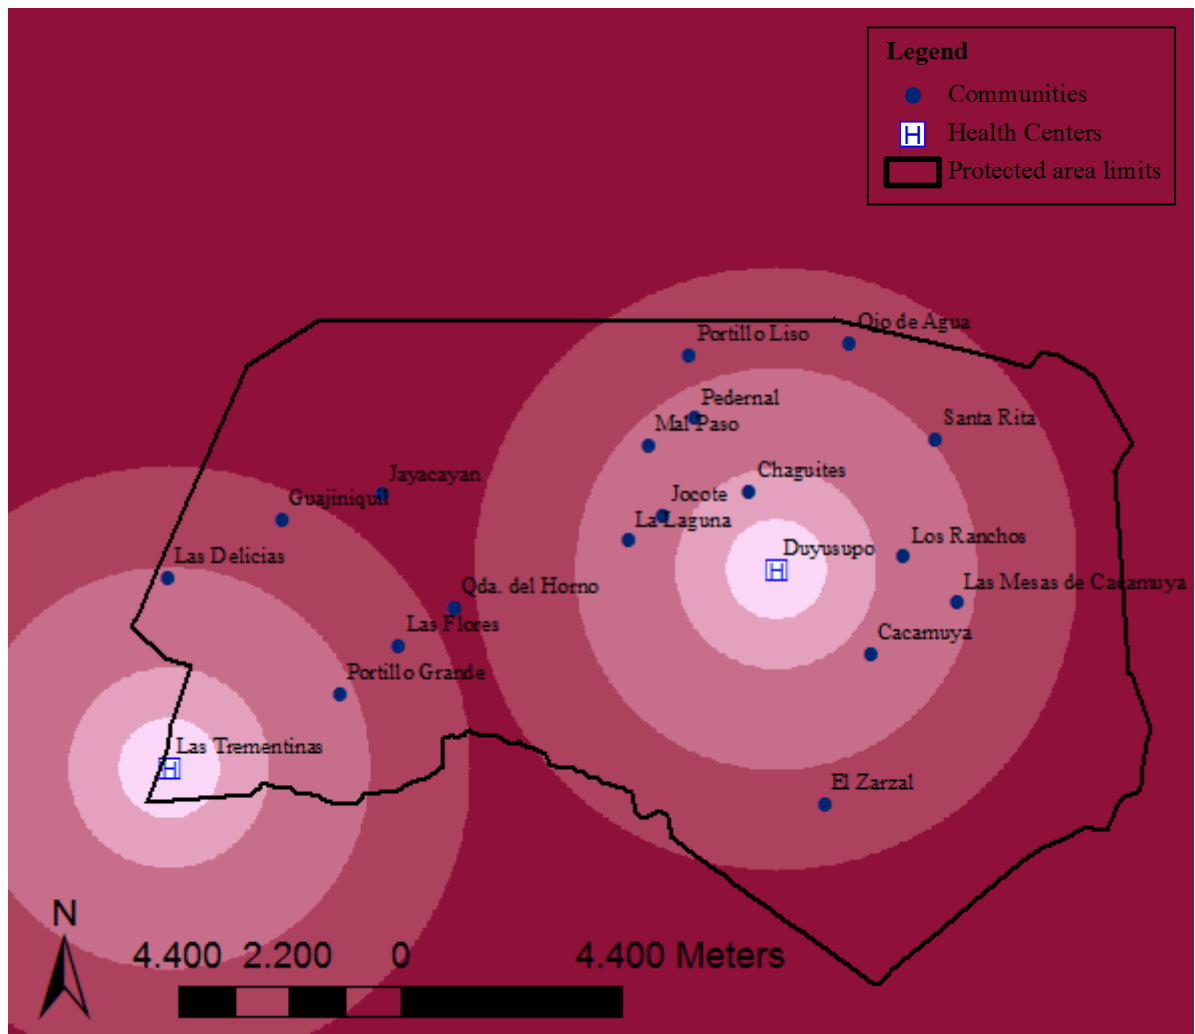 Legend
Communities
H Health Centers
Protected area limits
Ojo de Agua
Portillo Liso
Pedernal
Santa Rita
Mal Paso
Chaguites
Jayacayan
Guajiniquil
Jocote
La Laguna
Los Ranchos
Duyusupo
H
Las Delicias
Qda. del Horno
Las Mesas de Cacamuya
Las Flores
Cacamuya
Portillo Grande
Las Trementinas
H
El Zarzal
N
4.400 2.200 0 4.400 Meters